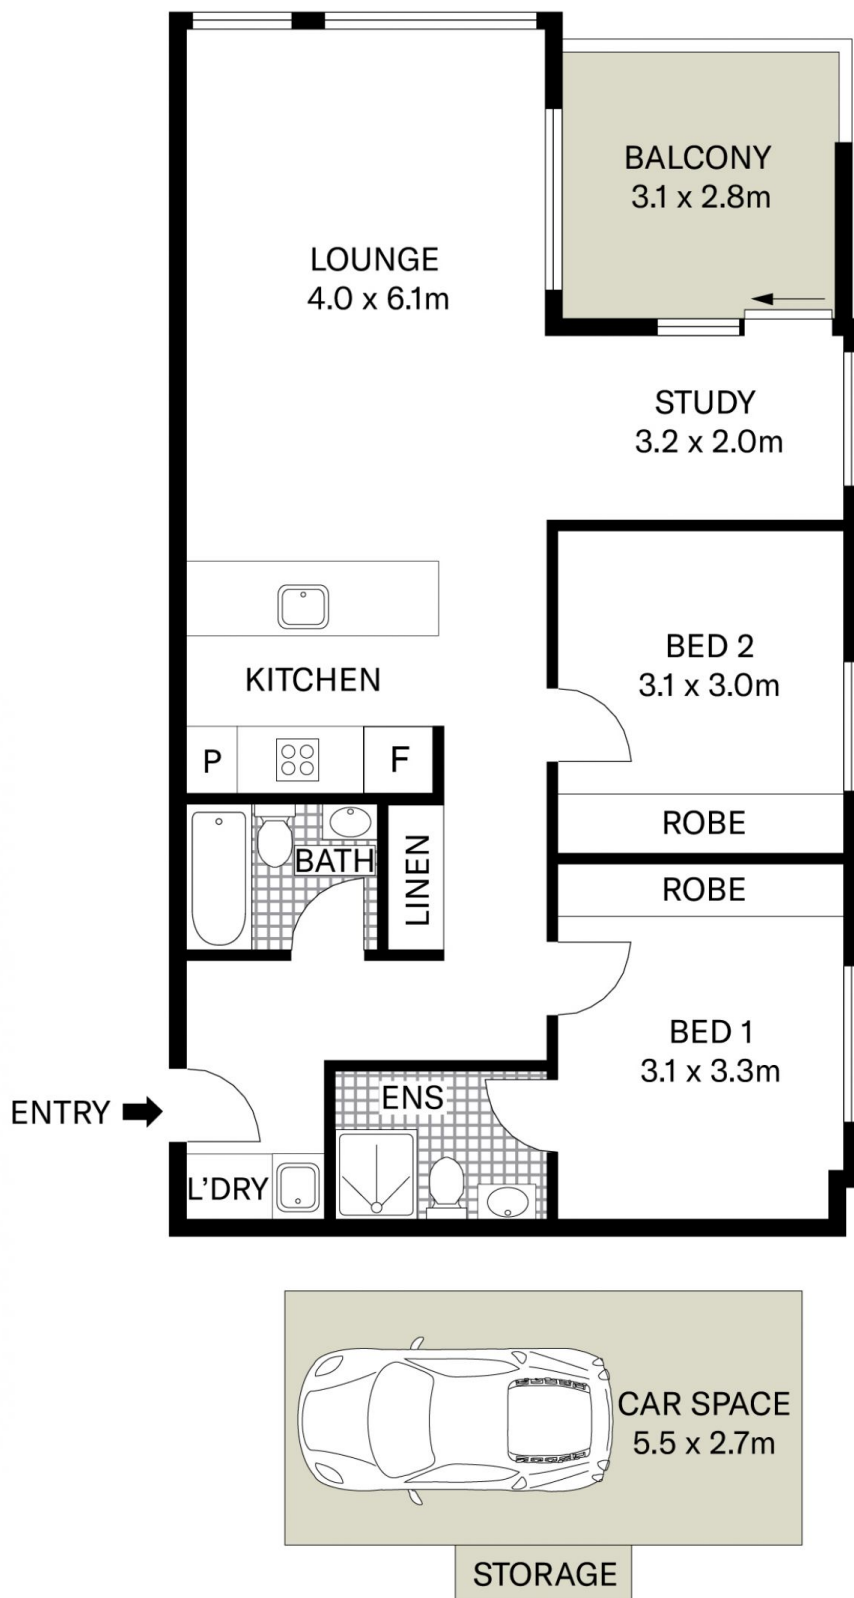 BALCONY
3.1 x 2.8m
LOUNGE
4.0 x 6.1m
STUDY
3.2 x 2.0m
BED 2
3.1 x 3.0m
KITCHEN
P
F
ROBE
BATH
LINEN
ROBE
BED 1
3.1 x 3.3m
ENTRY
ENS
L'DRY
CAR SPACE
5.5 x 2.7m
STORAGE